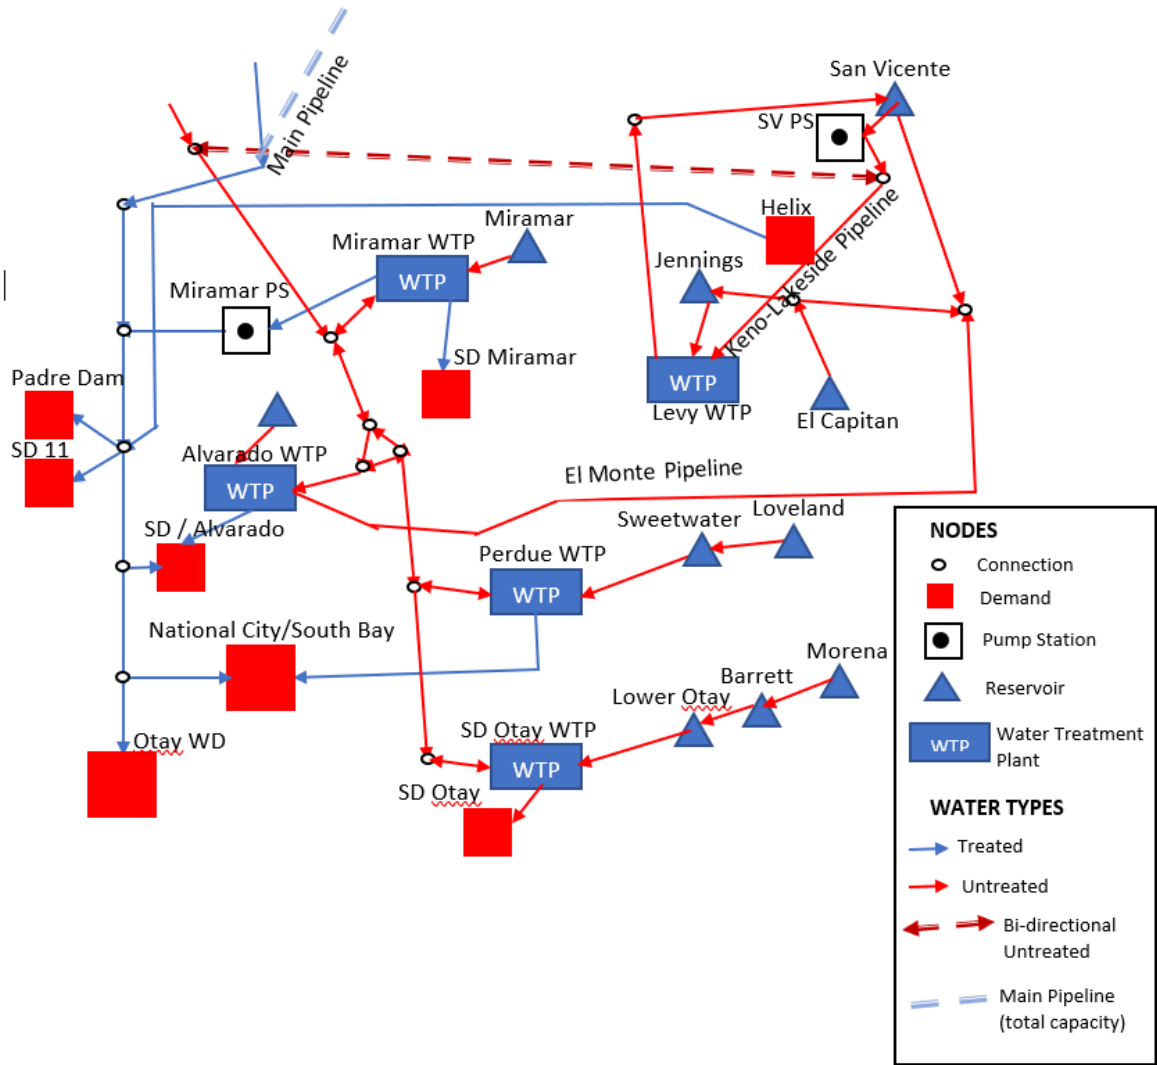 San Vicente
Main Pipeline
SV PS
Helix
Miramar
Miramar WTP
WTP
Jennings
Keno-Lakeside Pipeline
Miramar PS
SD Miramar
WTP
Levy WTP
El Capitan
Padre Dam
SD 11
Alvarado WTP
WTP
El Monte Pipeline
SD / Alvarado
Sweetwater
Loveland
Perdue WTP
WTP
National City/South Bay
Morena
Barrett
Lower Otay
SD Otay WTP
WTP
Otay WD
SD Otay
NODES
Connection
Demand
Pump Station
Reservoir
WTP
Water Treatment
Plant
WATER TYPES
Treated
Untreated
Bi-directional
Untreated
Main Pipeline
(total capacity)